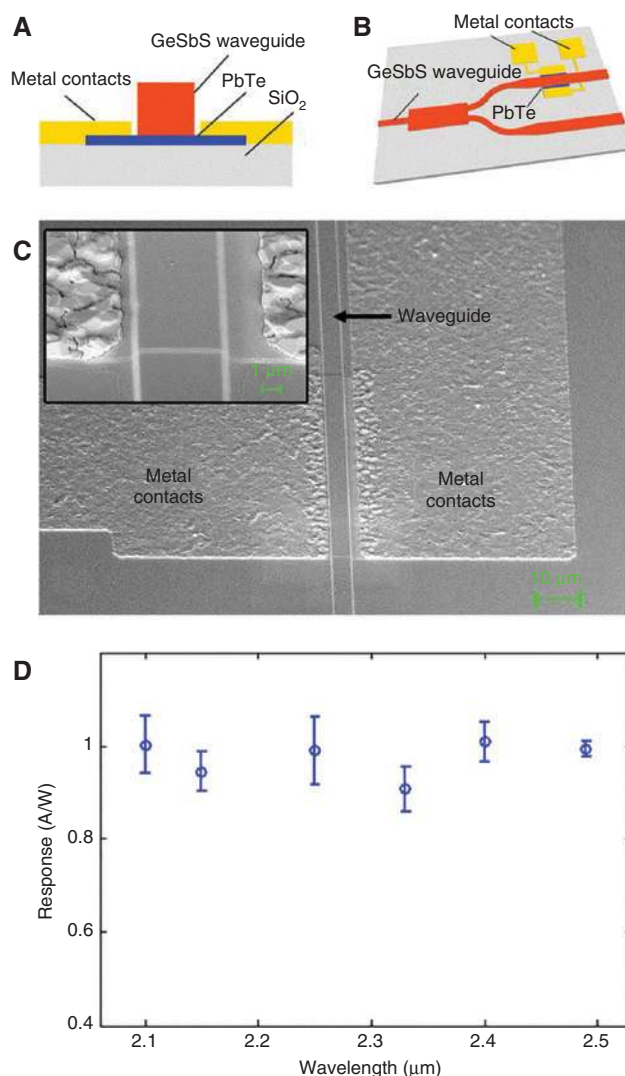 A
GeSbS waveguide
Metal contacts
PbTe
SiO₂
B
Metal contacts
GeSbS waveguide
PbTe
C
Waveguide
1 μm
Metal
contacts
Metal
contacts
10 μm
D
1
0.8
0.6
0.4
Response (A/W)
2.1 2.2 2.3 2.4 2.5
Wavelength (μm)